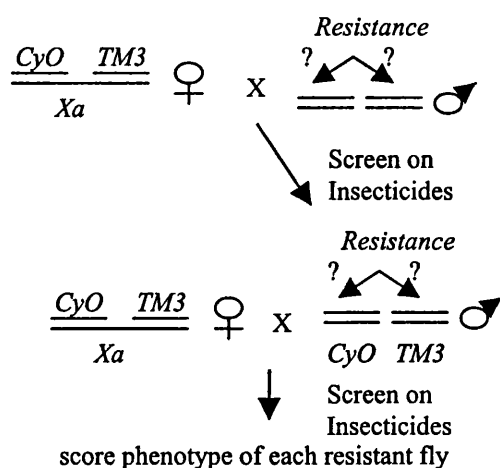 Resistance
CyO TM3 ? ?
X
Xa
Screen on
Insecticides
Resistance
? ?
CyO TM3 X
Xa CyO TM3
Screen on
Insecticides
score phenotype of each resistant fly